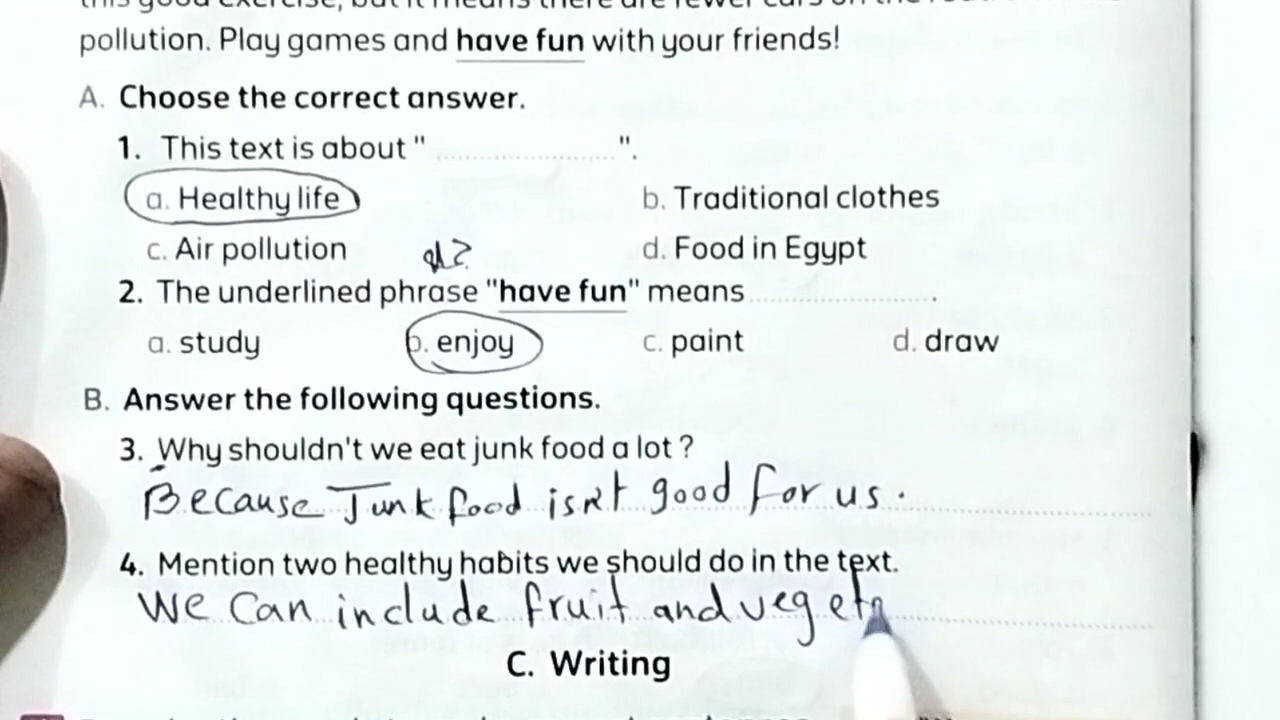 pollution. Play games and have fun with your friends!
A. Choose the correct answer.
1. This text is about "....................".
a. Healthy life b. Traditional clothes
c. Air pollution d. Food in Egypt
2. The underlined phrase "have fun" means .................... .
a. study b. enjoy c. paint d. draw
B. Answer the following questions.
3. Why shouldn't we eat junk food a lot ?
Because Junk food isn't good for us.
4. Mention two healthy habits we should do in the text.
We Can include fruit and veget
C. Writing